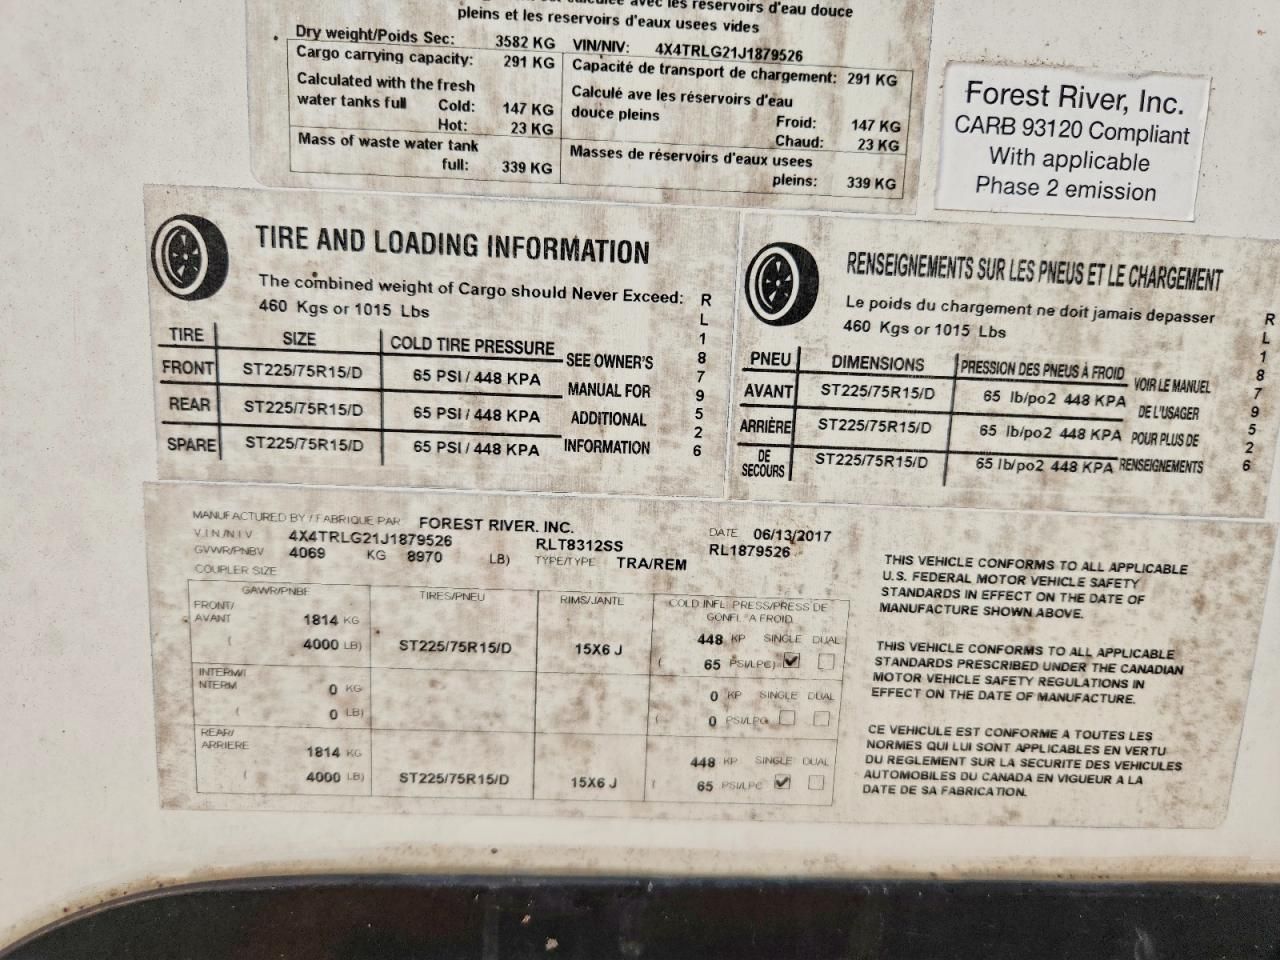 calculée avec les réservoirs d'eau douce
pleins et les reservoirs d'eaux usees vides
Dry weight/Poids Sec: 3582 KG VIN/NIV: 4X4TRLG21J1879526
Cargo carrying capacity: 291 KG
Calculated with the fresh
water tanks full Cold: 147 KG
Hot: 23 KG
Mass of waste water tank
full: 339 KG
Capacité de transport de chargement: 291 KG
Calculé ave les réservoirs d'eau
douce pleins
Froid: 147 KG
Chaud: 23 KG
Masses de réservoirs d'eaux usees
pleins: 339 KG
Forest River, Inc.
CARB 93120 Compliant
With applicable
Phase 2 emission
TIRE AND LOADING INFORMATION
The combined weight of Cargo should Never Exceed:
460 Kgs or 1015 Lbs
TIRE SIZE COLD TIRE PRESSURE
FRONT ST225/75R15/D 65 PSI / 448 KPA
REAR ST225/75R15/D 65 PSI / 448 KPA
SPARE ST225/75R15/D 65 PSI / 448 KPA
SEE OWNER'S
MANUAL FOR
ADDITIONAL
INFORMATION
RL1879526
RENSEIGNEMENTS SUR LES PNEUS ET LE CHARGEMENT
Le poids du chargement ne doit jamais depasser
460 Kgs or 1015 Lbs
PNEU DIMENSIONS PRESSION DES PNEUS À FROID
AVANT ST225/75R15/D 65 lb/po2 448 KPA
ARRIÈRE ST225/75R15/D 65 lb/po2 448 KPA
DE
SECOURS ST225/75R15/D 65 lb/po2 448 KPA
VOIR LE MANUEL
DE L'USAGER
POUR PLUS DE
RENSEIGNEMENTS
RL1879526
MANUFACTURED BY / FABRIQUE PAR FOREST RIVER. INC. DATE 06/13/2017
V.I.N./N.I.V 4X4TRLG21J1879526 RLT8312SS RL1879526
GVWR/PNBV 4069 KG 8970 LB) TYPE/TYPE TRA/REM
COUPLER SIZE
GAWR/PNBF TIRES/PNEU RIMS/JANTE COLD INFL. PRESS/PRESS DE
GONFL. A FROID
FRONT/
AVANT 1814 KG 448 KP SINGLE DUAL
( 4000 LB) ST225/75R15/D 15X6 J ( 65 PSI/LPC)
INTERM/
NTERM 0 KG 0 KP SINGLE DUAL
( 0 LB) ( 0 PSI/LPC
REAR/
ARRIERE 1814 KG 448 KP SINGLE DUAL
( 4000 LB) ST225/75R15/D 15X6 J ( 65 PSI/LPC
THIS VEHICLE CONFORMS TO ALL APPLICABLE
U.S. FEDERAL MOTOR VEHICLE SAFETY
STANDARDS IN EFFECT ON THE DATE OF
MANUFACTURE SHOWN ABOVE.
THIS VEHICLE CONFORMS TO ALL APPLICABLE
STANDARDS PRESCRIBED UNDER THE CANADIAN
MOTOR VEHICLE SAFETY REGULATIONS IN
EFFECT ON THE DATE OF MANUFACTURE.
CE VEHICULE EST CONFORME A TOUTES LES
NORMES QUI LUI SONT APPLICABLES EN VERTU
DU REGLEMENT SUR LA SECURITE DES VEHICULES
AUTOMOBILES DU CANADA EN VIGUEUR A LA
DATE DE SA FABRICATION.